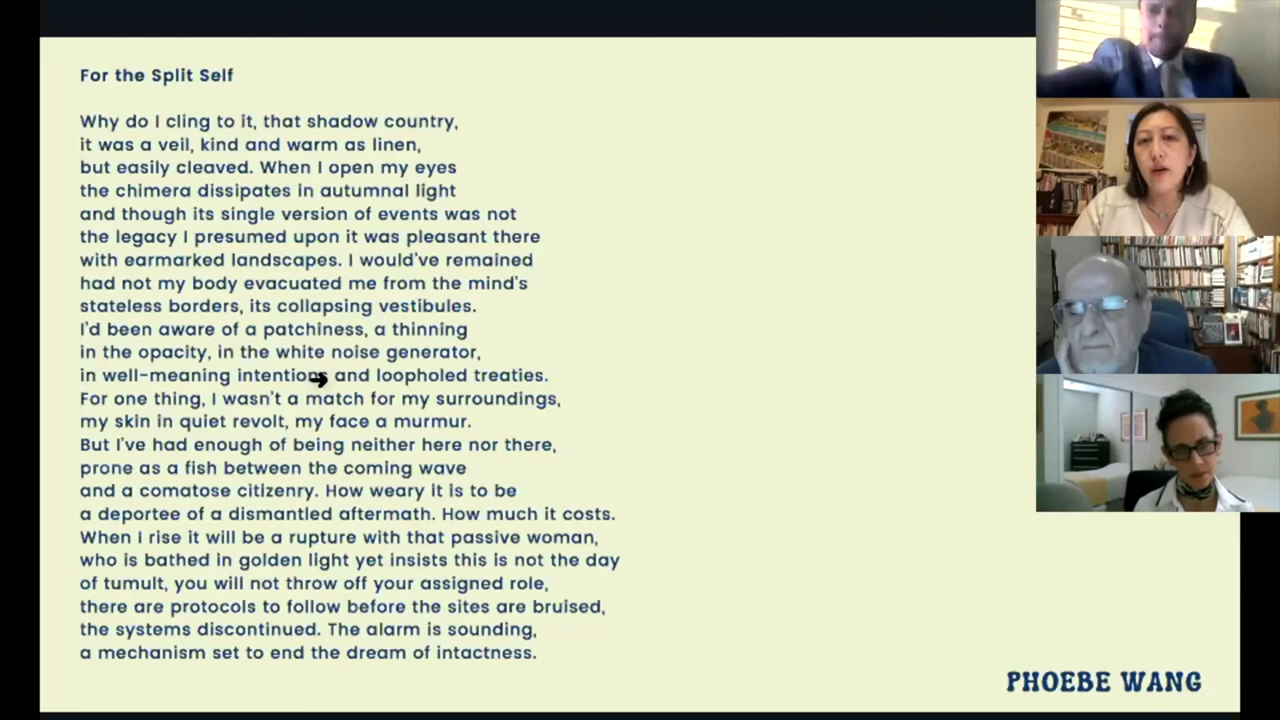 For the Split Self
Why do I cling to it, that shadow country,
it was a veil, kind and warm as linen,
but easily cleaved. When I open my eyes
the chimera dissipates in autumnal light
and though its single version of events was not
the legacy I presumed upon it was pleasant there
with earmarked landscapes. I would've remained
had not my body evacuated me from the mind's
stateless borders, its collapsing vestibules.
I'd been aware of a patchiness, a thinning
in the opacity, in the white noise generator,
in well-meaning intentions and loopholed treaties.
For one thing, I wasn't a match for my surroundings,
my skin in quiet revolt, my face a murmur.
But I've had enough of being neither here nor there,
prone as a fish between the coming wave
and a comatose citizenry. How weary it is to be
a deportee of a dismantled aftermath. How much it costs.
When I rise it will be a rupture with that passive woman,
who is bathed in golden light yet insists this is not the day
of tumult, you will not throw off your assigned role,
there are protocols to follow before the sites are bruised,
the systems discontinued. The alarm is sounding,
a mechanism set to end the dream of intactness.
PHOEBE WANG